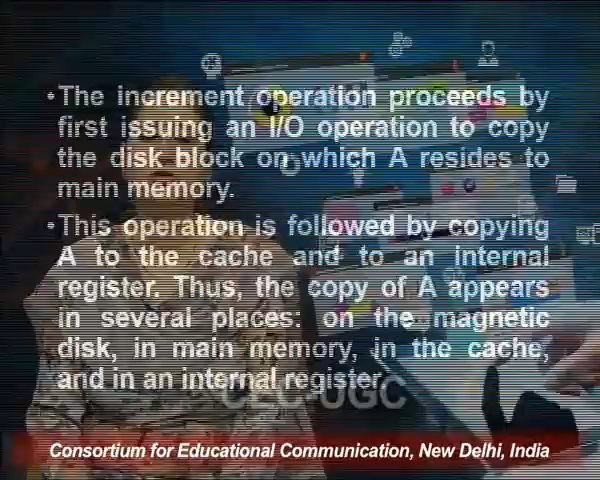 •The increment operation proceeds by
first issuing an I/O operation to copy
the disk block on which A resides to
main memory.
•This operation is followed by copying
A to the cache and to an internal
register. Thus, the copy of A appears
in several places: on the magnetic
disk, in main memory, in the cache,
and in an internal register.
CEC-UGC
Consortium for Educational Communication, New Delhi, India